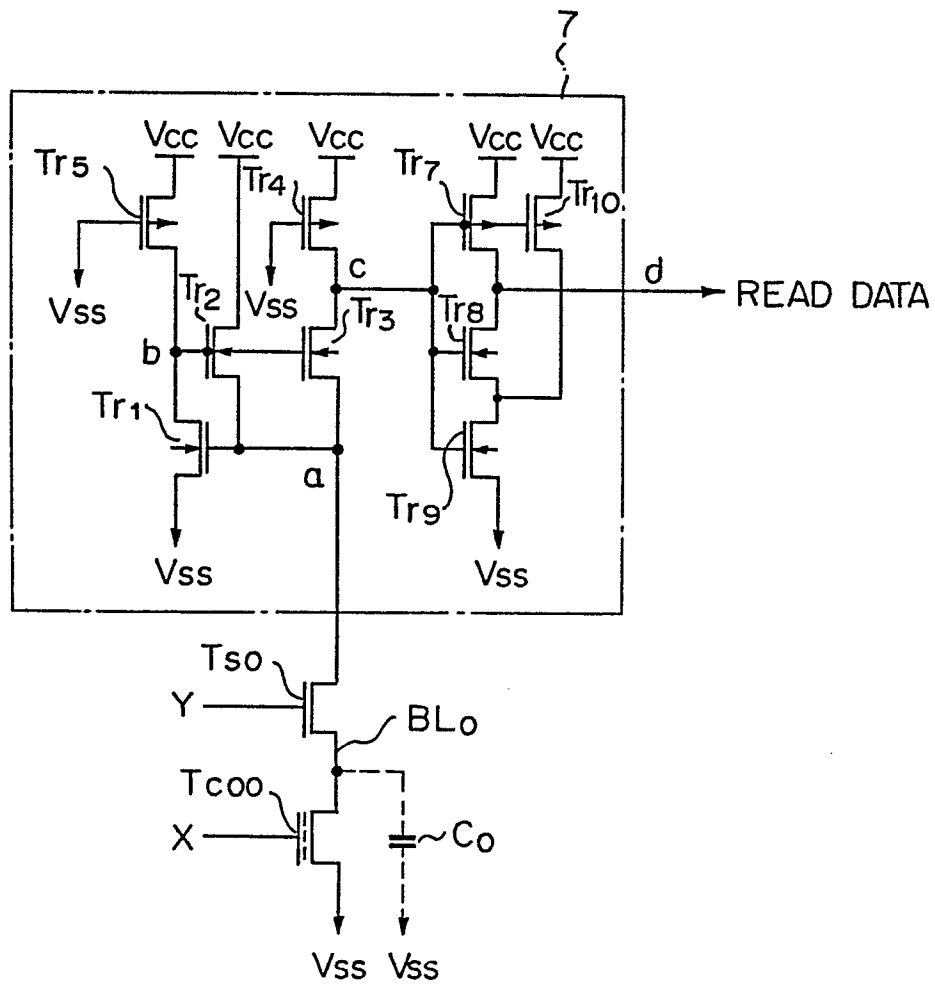 7
Vcc Vcc Vcc Vcc Vcc
Tr5 Tr4 Tr7 Tr10
c d
Vss Tr2 Vss Tr3 Tr8 READ DATA
b
Tr1
a Tr9
Vss Vss
Tso
Y BLo
Tcoo
X Co
Vss Vss